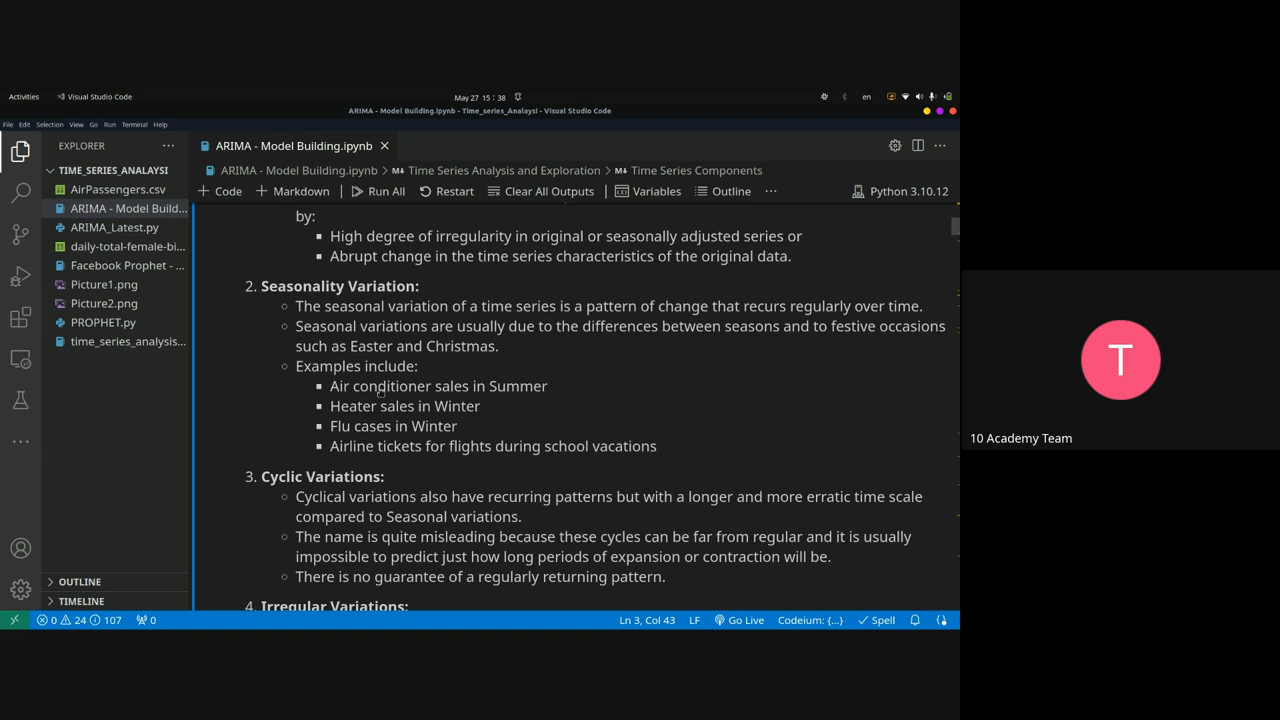 Activities
Visual Studio Code
May 27 15:38
en
ARIMA - Model Building.ipynb - Time_series_Analaysi - Visual Studio Code
File Edit Selection View Go Run Terminal Help
EXPLORER
TIME_SERIES_ANALAYSI
AirPassengers.csv
ARIMA - Model Build...
ARIMA_Latest.py
daily-total-female-bi...
Facebook Prophet - ...
Picture1.png
Picture2.png
PROPHET.py
time_series_analysis...
OUTLINE
TIMELINE
ARIMA - Model Building.ipynb
ARIMA - Model Building.ipynb > Time Series Analysis and Exploration > Time Series Components
+ Code + Markdown Run All Restart Clear All Outputs Variables Outline ... Python 3.10.12
by:
High degree of irregularity in original or seasonally adjusted series or
Abrupt change in the time series characteristics of the original data.
2. Seasonality Variation:
The seasonal variation of a time series is a pattern of change that recurs regularly over time.
Seasonal variations are usually due to the differences between seasons and to festive occasions
such as Easter and Christmas.
Examples include:
Air conditioner sales in Summer
Heater sales in Winter
Flu cases in Winter
Airline tickets for flights during school vacations
3. Cyclic Variations:
Cyclical variations also have recurring patterns but with a longer and more erratic time scale
compared to Seasonal variations.
The name is quite misleading because these cycles can be far from regular and it is usually
impossible to predict just how long periods of expansion or contraction will be.
There is no guarantee of a regularly returning pattern.
4. Irregular Variations:
0 24 107 0
Ln 3, Col 43 LF Go Live Codeium: {...} Spell
T
10 Academy Team